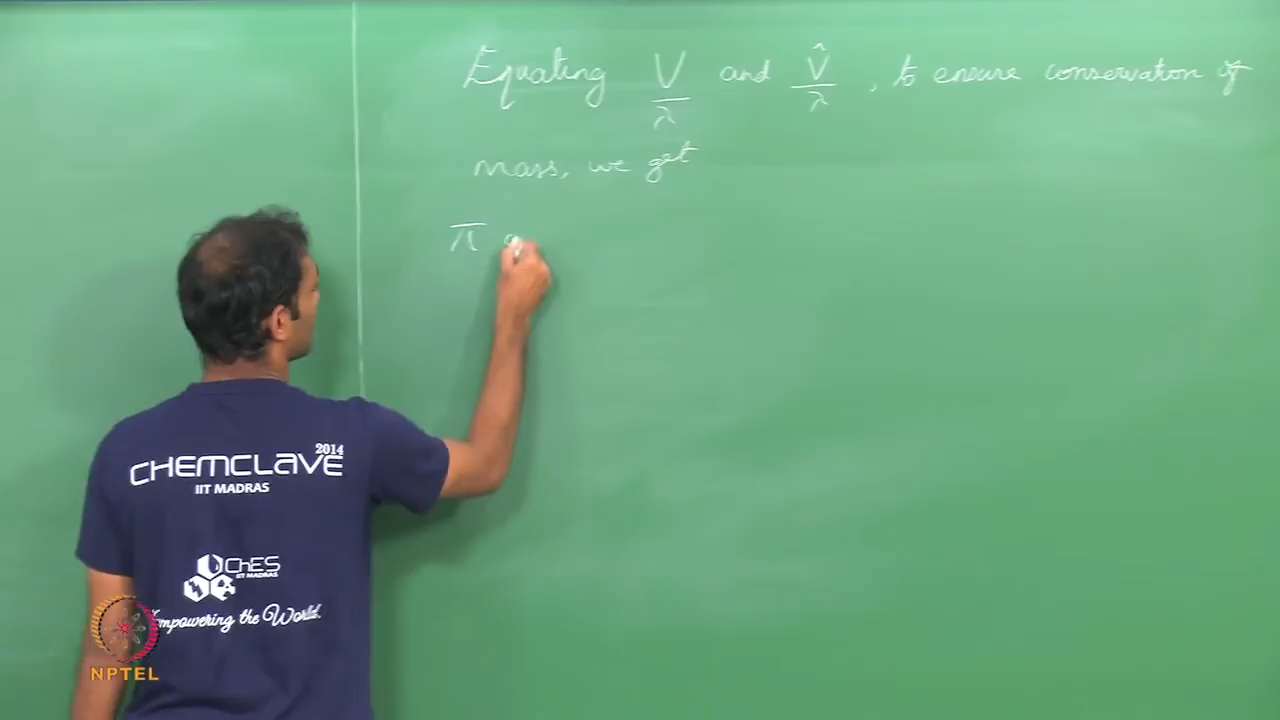 Equating V/λ and V̂/λ , to ensure conservation of
mass, we get
π
CHEMCLAVE 2014
IIT MADRAS
ChES
IIT MADRAS
Empowering the World.
NPTEL